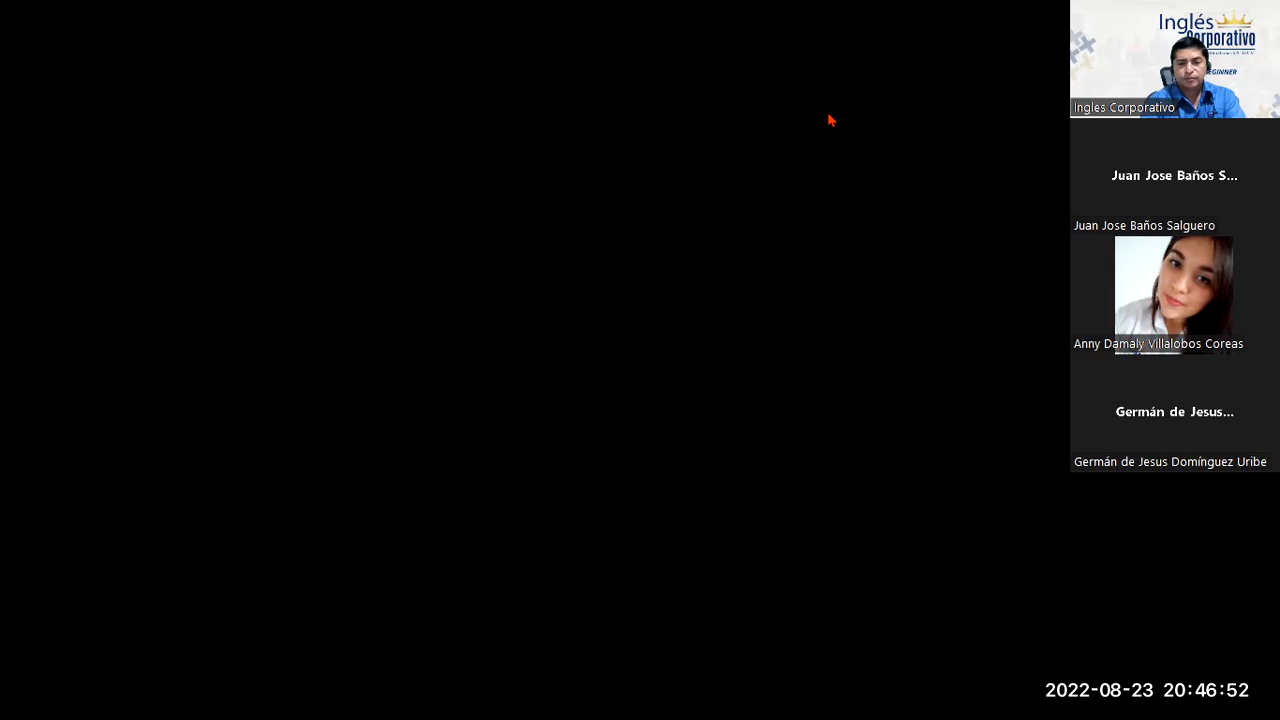 Inglés
Corporativo
EGINNER
Ingles Corporativo
Juan Jose Baños S...
Juan Jose Baños Salguero
Anny Damaly Villalobos Coreas
Germán de Jesus...
Germán de Jesus Domínguez Uribe
2022-08-23 20:46:52